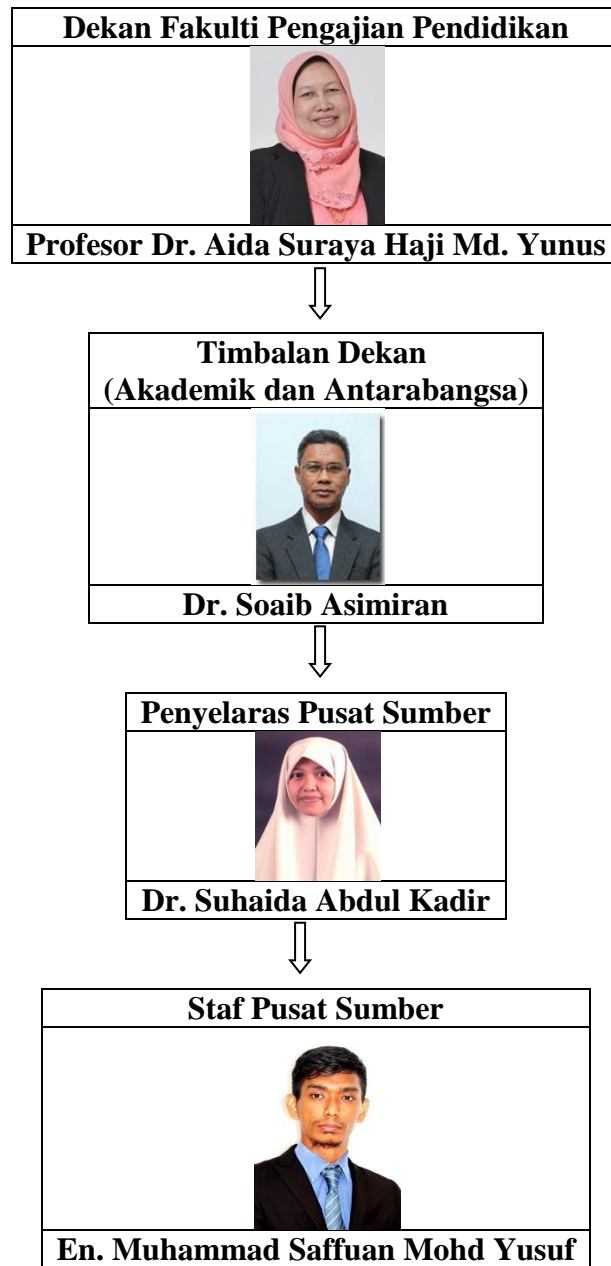 Dekan Fakulti Pengajian Pendidikan
Profesor Dr. Aida Suraya Haji Md. Yunus
Timbalan Dekan
(Akademik dan Antarabangsa)
Dr. Soaib Asimiran
Penyelaras Pusat Sumber
Dr. Suhaida Abdul Kadir
Staf Pusat Sumber
En. Muhammad Saffuan Mohd Yusuf